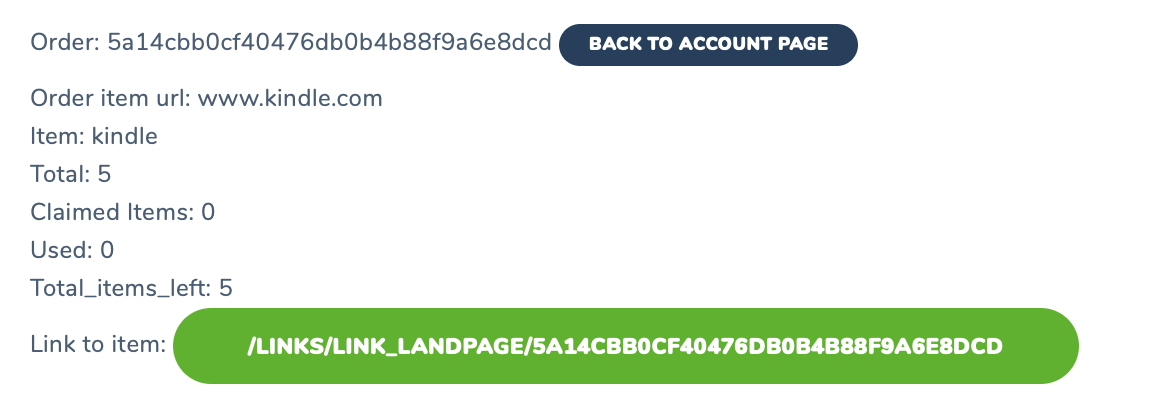 Order: 5a14cbb0cf40476db0b4b88f9a6e8dcd BACK TO ACCOUNT PAGE
Order item url: www.kindle.com
Item: kindle
Total: 5
Claimed Items: 0
Used: 0
Total_items_left: 5
Link to item: /LINKS/LINK_LANDPAGE/5A14CBB0CF40476DB0B4B88F9A6E8DCD